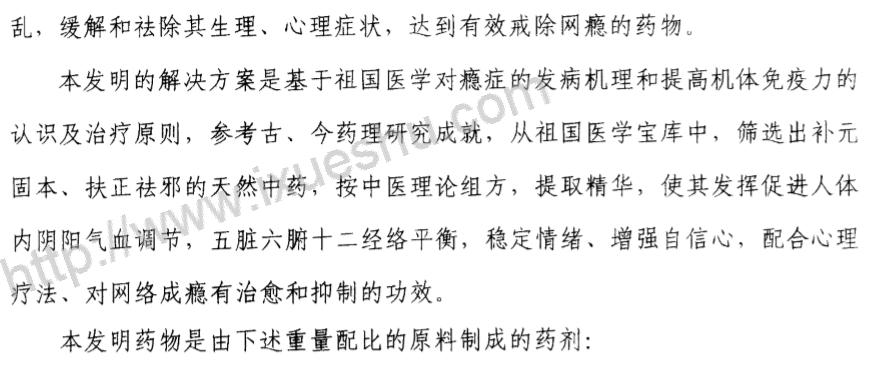 乱，缓解和祛除其生理、心理症状，达到有效戒除网瘾的药物。
本发明的解决方案是基于祖国医学对瘾症的发病机理和提高机体免疫力的
认识及治疗原则，参考古、今药理研究成就，从祖国医学宝库中，筛选出补元
固本、扶正祛邪的天然中药，按中医理论组方，提取精华，使其发挥促进人体
内阴阳气血调节，五脏六腑十二经络平衡，稳定情绪、增强自信心，配合心理
疗法、对网络成瘾有治愈和抑制的功效。
本发明药物是由下述重量配比的原料制成的药剂：
http://www.ixueshu.com